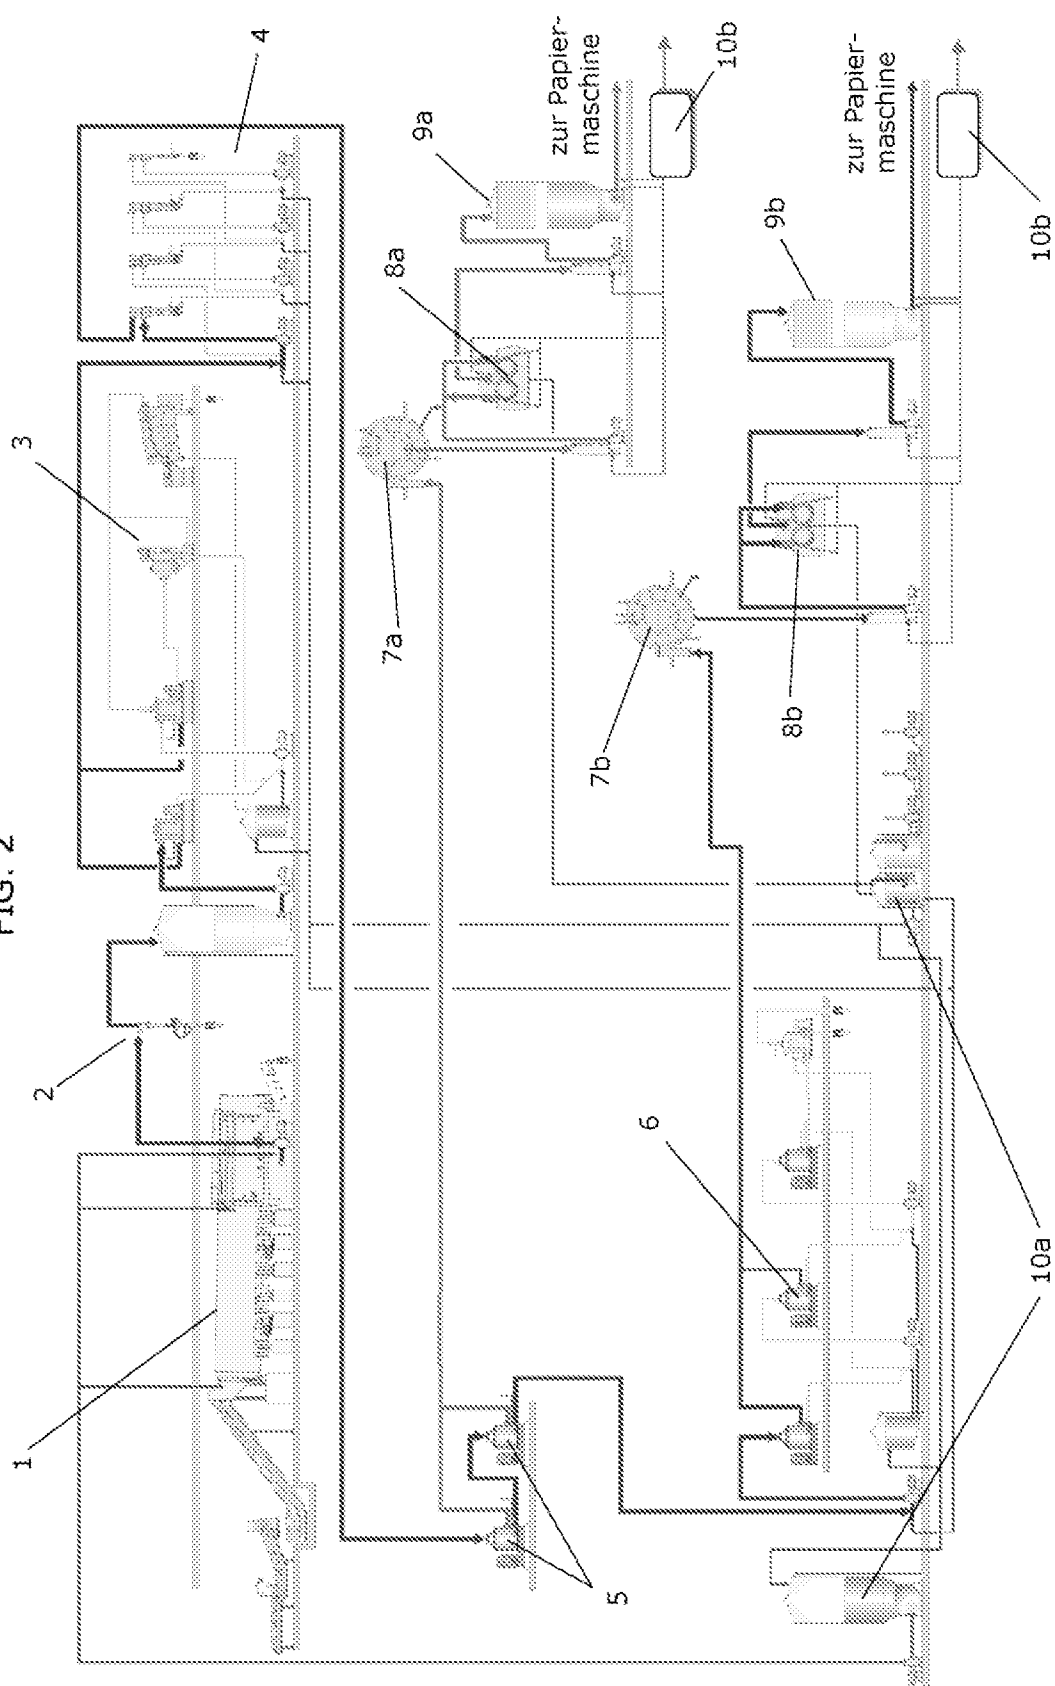 FIG. 2
1
2
3
4
5
6
7a
7b
8a
8b
9a
9b
10a
10b
10b
zur Papier-
maschine
zur Papier-
maschine